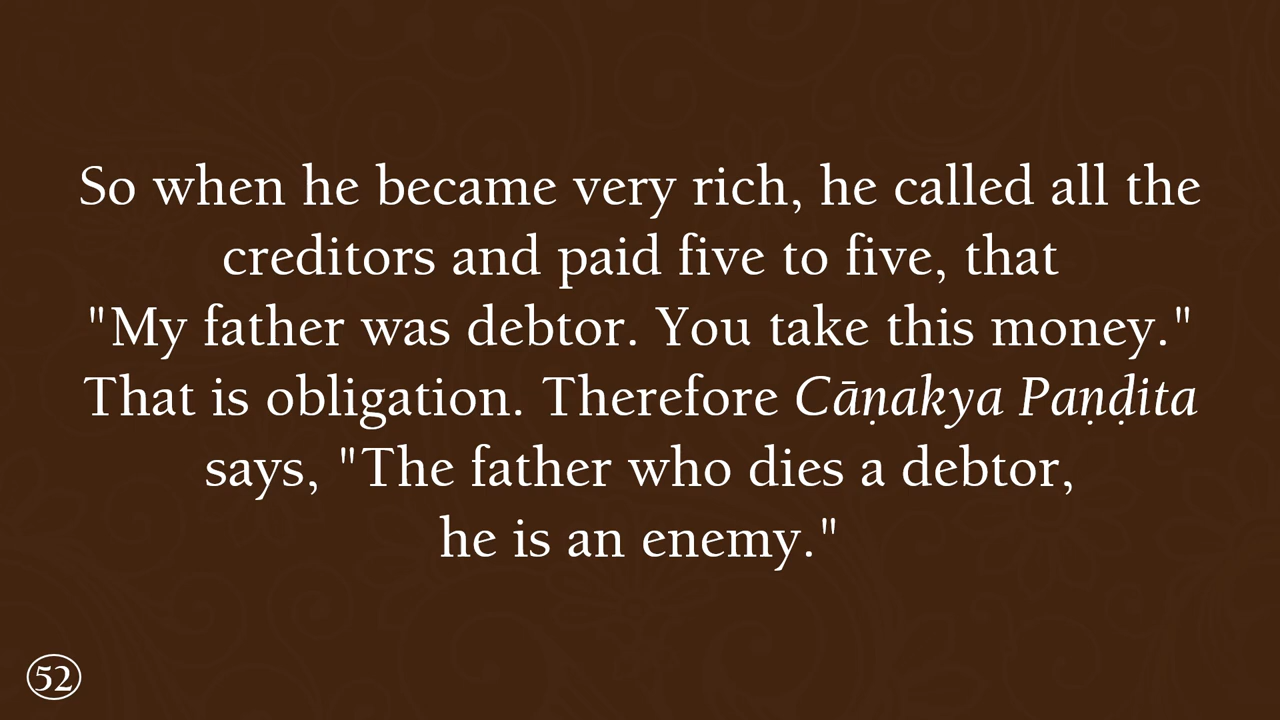 So when he became very rich, he called all the
creditors and paid five to five, that
"My father was debtor. You take this money."
That is obligation. Therefore Cāṇakya Paṇḍita
says, "The father who dies a debtor,
he is an enemy."
52